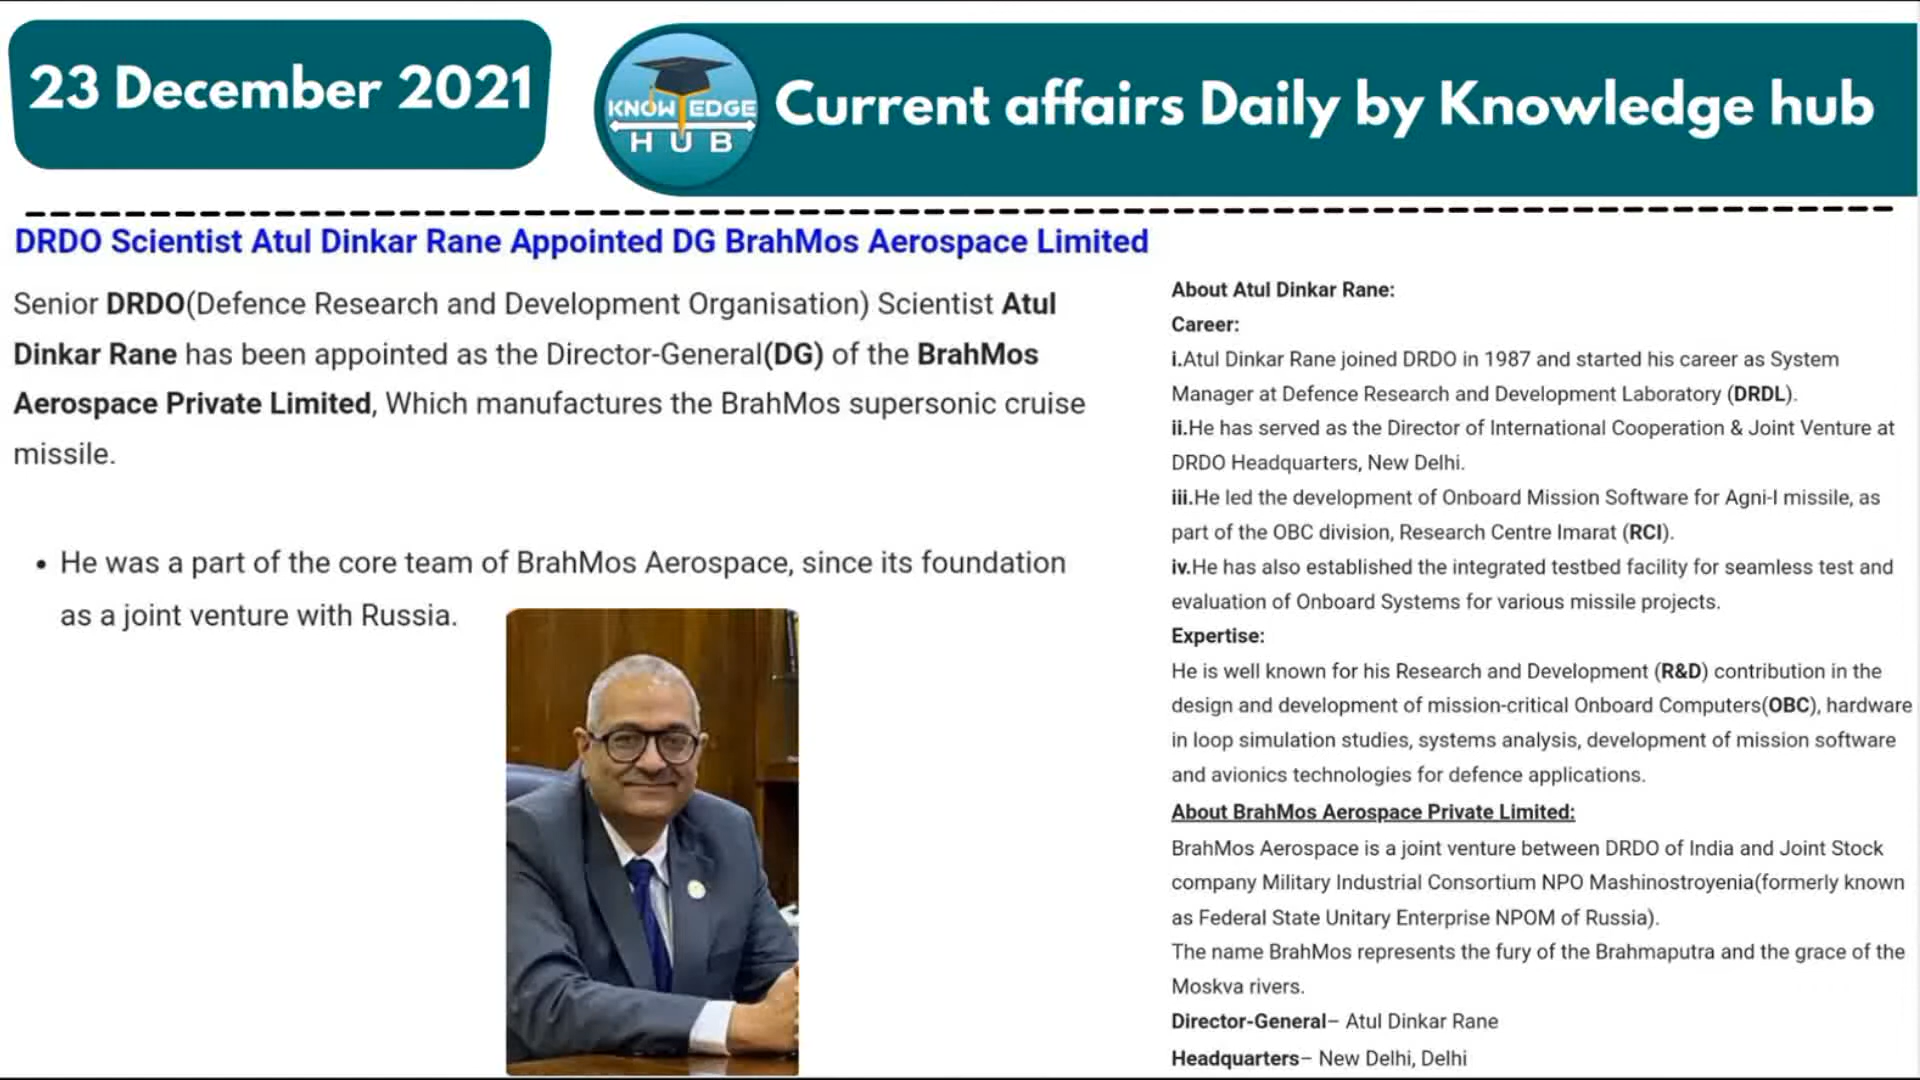 23 December 2021
KNOWLEDGE
HUB
Current affairs Daily by Knowledge hub
DRDO Scientist Atul Dinkar Rane Appointed DG BrahMos Aerospace Limited
Senior DRDO(Defence Research and Development Organisation) Scientist Atul
Dinkar Rane has been appointed as the Director-General(DG) of the BrahMos
Aerospace Private Limited, Which manufactures the BrahMos supersonic cruise
missile.
• He was a part of the core team of BrahMos Aerospace, since its foundation
as a joint venture with Russia.
About Atul Dinkar Rane:
Career:
i.Atul Dinkar Rane joined DRDO in 1987 and started his career as System
Manager at Defence Research and Development Laboratory (DRDL).
ii.He has served as the Director of International Cooperation & Joint Venture at
DRDO Headquarters, New Delhi.
iii.He led the development of Onboard Mission Software for Agni-I missile, as
part of the OBC division, Research Centre Imarat (RCI).
iv.He has also established the integrated testbed facility for seamless test and
evaluation of Onboard Systems for various missile projects.
Expertise:
He is well known for his Research and Development (R&D) contribution in the
design and development of mission-critical Onboard Computers(OBC), hardware
in loop simulation studies, systems analysis, development of mission software
and avionics technologies for defence applications.
About BrahMos Aerospace Private Limited:
BrahMos Aerospace is a joint venture between DRDO of India and Joint Stock
company Military Industrial Consortium NPO Mashinostroyenia(formerly known
as Federal State Unitary Enterprise NPOM of Russia).
The name BrahMos represents the fury of the Brahmaputra and the grace of the
Moskva rivers.
Director-General– Atul Dinkar Rane
Headquarters– New Delhi, Delhi